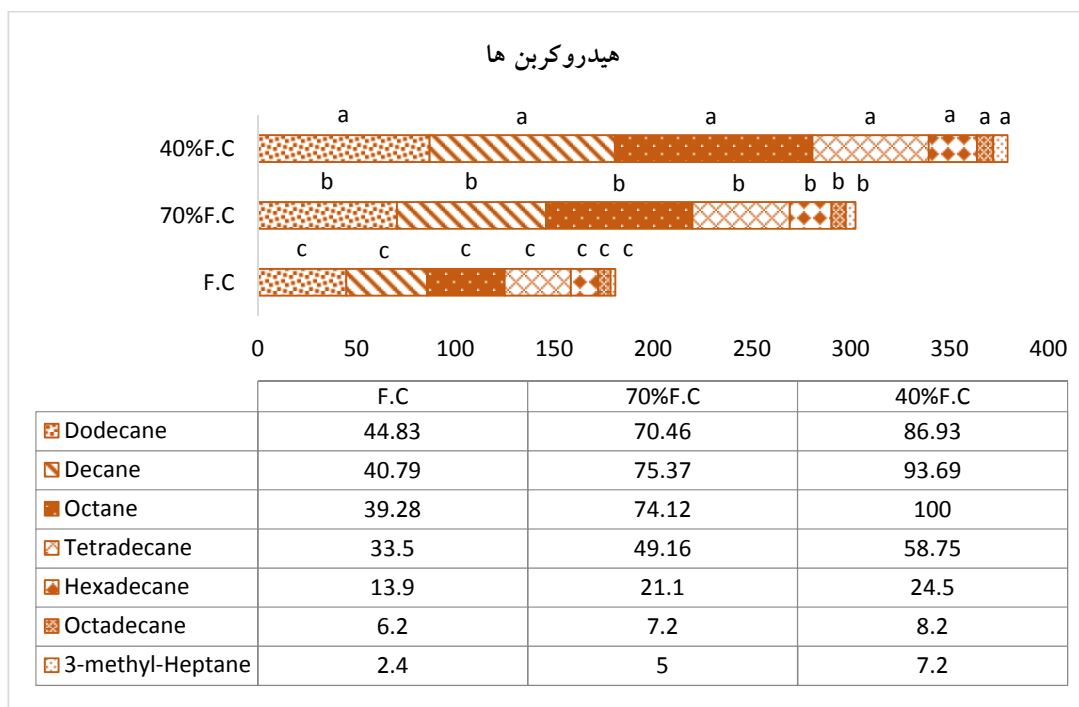 هیدروکربن ها
a a a a a a a
40%F.C
b b b b b b b
70%F.C
c c c c c c c
F.C
0 50 100 150 200 250 300 350 400
F.C 70%F.C 40%F.C
Dodecane 44.83 70.46 86.93
Decane 40.79 75.37 93.69
Octane 39.28 74.12 100
Tetradecane 33.5 49.16 58.75
Hexadecane 13.9 21.1 24.5
Octadecane 6.2 7.2 8.2
3-methyl-Heptane 2.4 5 7.2